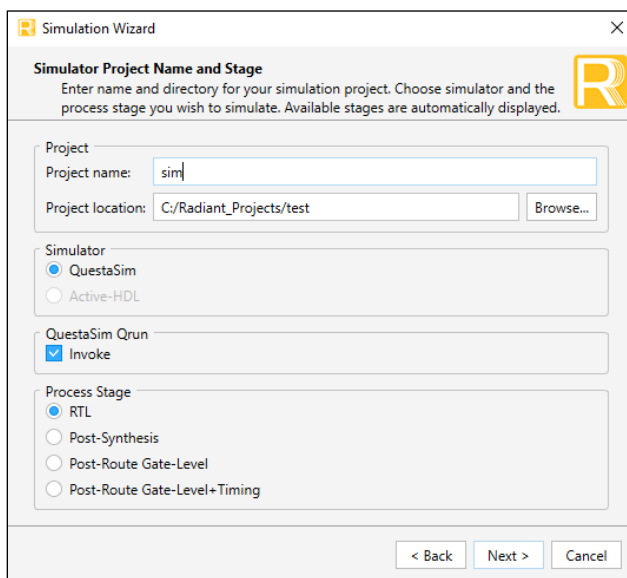 R Simulation Wizard
Simulator Project Name and Stage
Enter name and directory for your simulation project. Choose simulator and the
process stage you wish to simulate. Available stages are automatically displayed.
R
Project
Project name: sim
Project location: C:/Radiant_Projects/test Browse...
Simulator
QuestaSim
Active-HDL
QuestaSim Qrun
Invoke
Process Stage
RTL
Post-Synthesis
Post-Route Gate-Level
Post-Route Gate-Level+Timing
< Back Next > Cancel